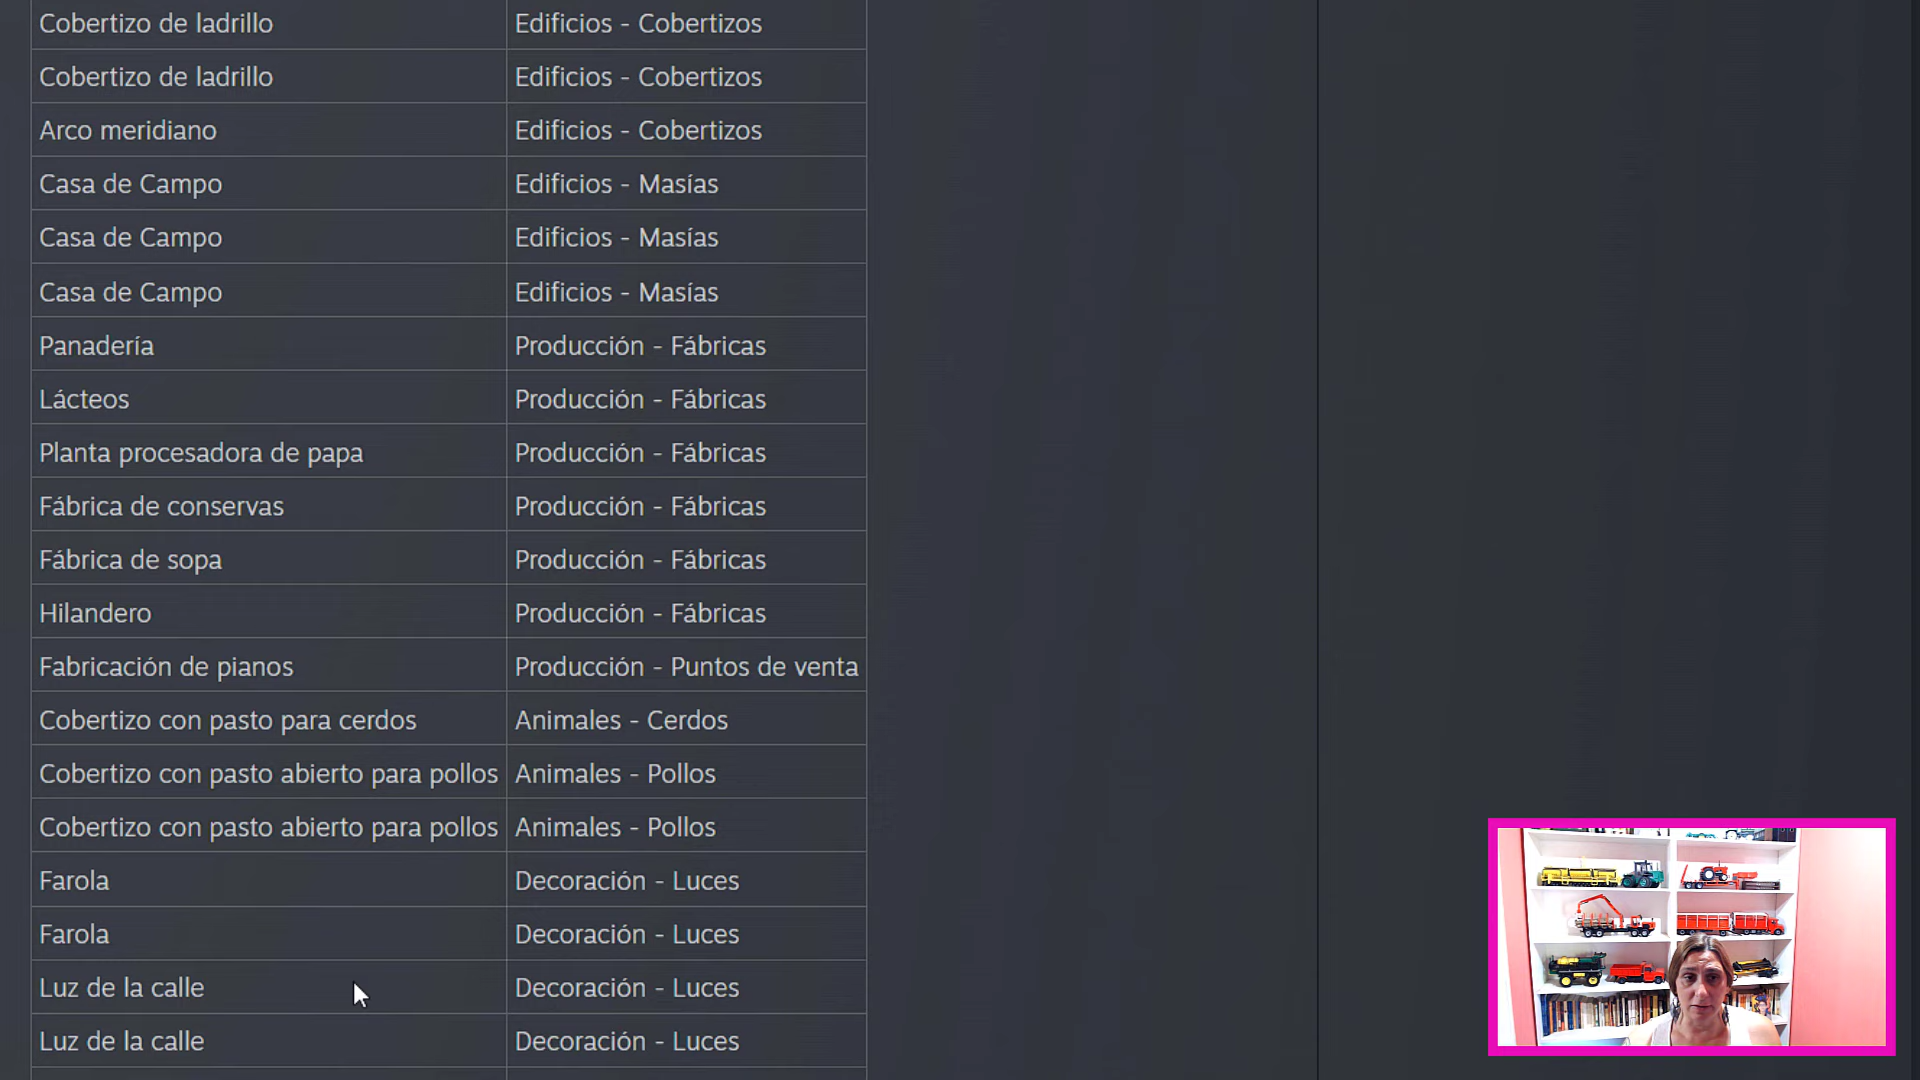 Cobertizo de ladrillo Edificios - Cobertizos
Cobertizo de ladrillo Edificios - Cobertizos
Arco meridiano Edificios - Cobertizos
Casa de Campo Edificios - Masías
Casa de Campo Edificios - Masías
Casa de Campo Edificios - Masías
Panadería Producción - Fábricas
Lácteos Producción - Fábricas
Planta procesadora de papa Producción - Fábricas
Fábrica de conservas Producción - Fábricas
Fábrica de sopa Producción - Fábricas
Hilandero Producción - Fábricas
Fabricación de pianos Producción - Puntos de venta
Cobertizo con pasto para cerdos Animales - Cerdos
Cobertizo con pasto abierto para pollos Animales - Pollos
Cobertizo con pasto abierto para pollos Animales - Pollos
Farola Decoración - Luces
Farola Decoración - Luces
Luz de la calle Decoración - Luces
Luz de la calle Decoración - Luces